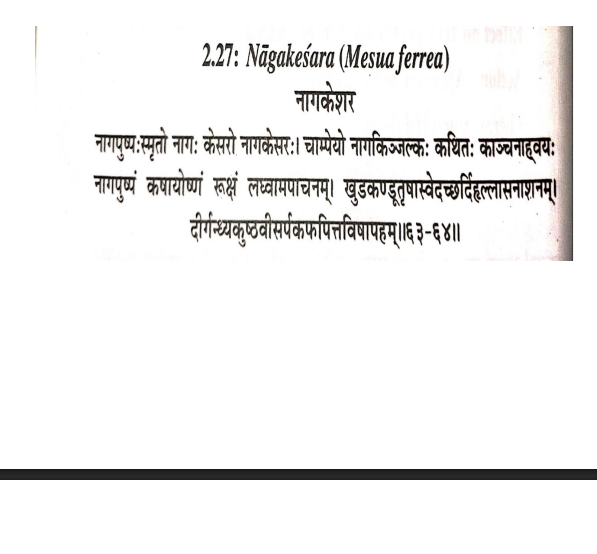 2.27: Nāgakeśara (Mesua ferrea)
नागकेशर
नागपुष्पःस्मृतो नागः केसरो नागकेसरः। चाम्पेयो नागकिञ्जल्कः कथितः काञ्चनाह्वयः
नागपुष्पं कषायोष्णं रूक्षं लघ्वामपाचनम्। खुडकण्डूतृषास्वेदच्छर्दिहृल्लासनाशनम्।
दीर्गन्ध्यकुष्ठवीसर्पकफपित्तविषापहम्॥६३-६४॥